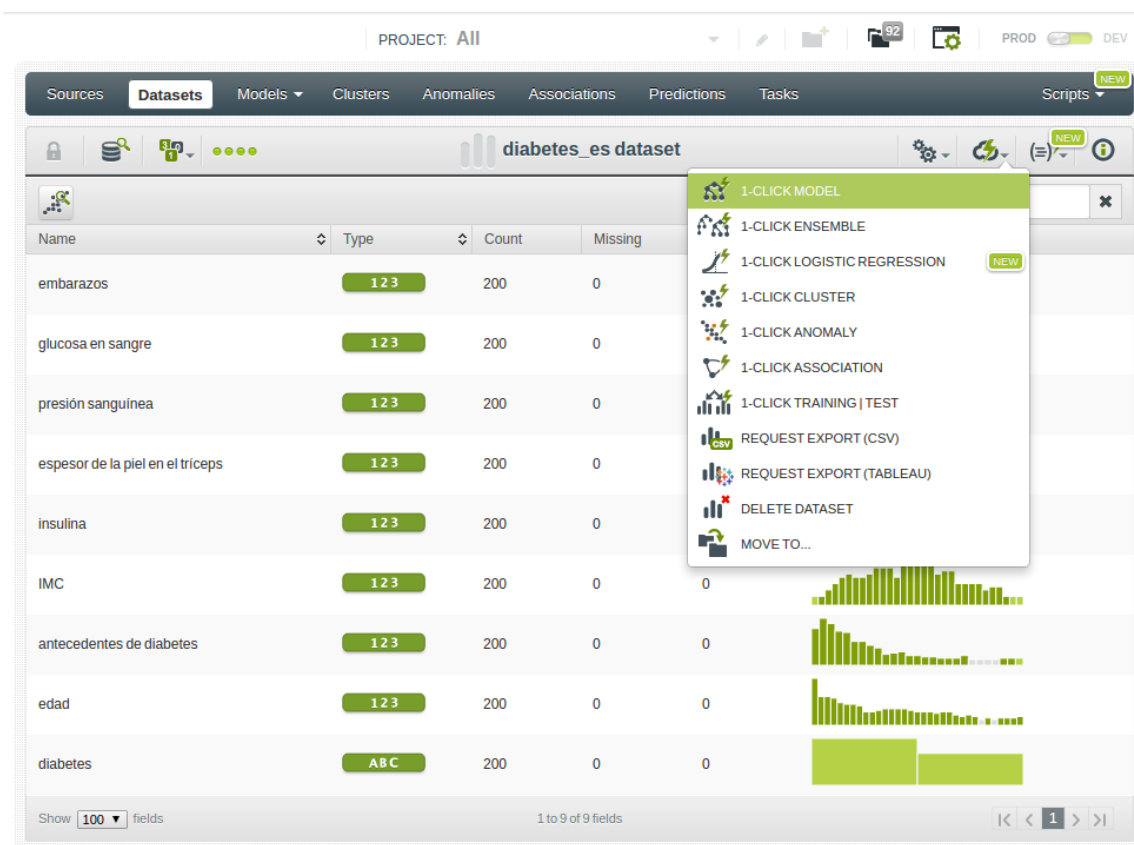 PROJECT: All 92 PROD DEV
Sources Datasets Models Clusters Anomalies Associations Predictions Tasks Scripts NEW
diabetes_es dataset NEW
Name Type Count Missing
1-CLICK MODEL
1-CLICK ENSEMBLE
1-CLICK LOGISTIC REGRESSION NEW
1-CLICK CLUSTER
1-CLICK ANOMALY
1-CLICK ASSOCIATION
1-CLICK TRAINING | TEST
REQUEST EXPORT (CSV)
REQUEST EXPORT (TABLEAU)
DELETE DATASET
MOVE TO...
embarazos 123 200 0
glucosa en sangre 123 200 0
presión sanguínea 123 200 0
espesor de la piel en el tríceps 123 200 0
insulina 123 200 0
IMC 123 200 0 0
antecedentes de diabetes 123 200 0 0
edad 123 200 0 0
diabetes ABC 200 0 0
Show 100 fields 1 to 9 of 9 fields 1